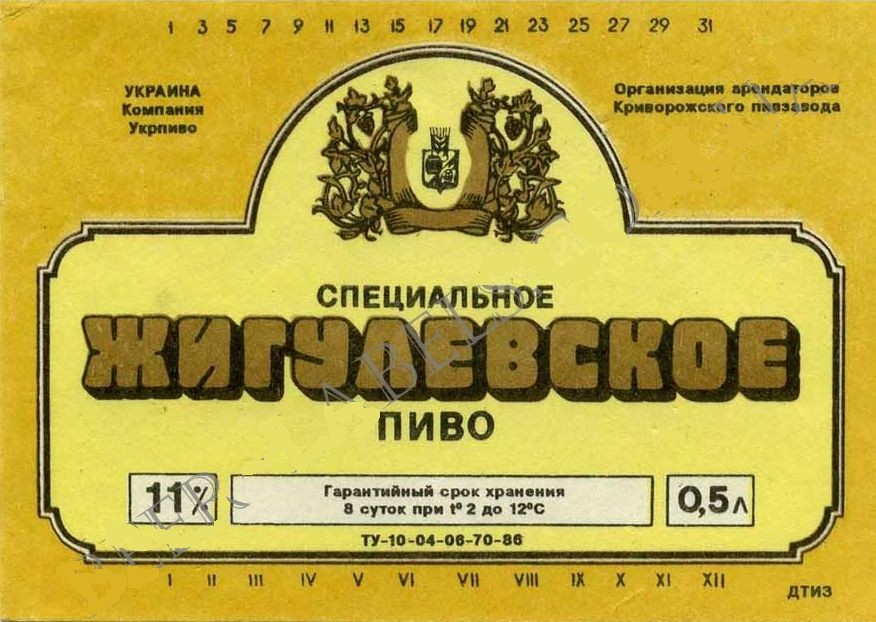 1 3 5 7 9 11 13 15 17 19 21 23 25 27 29 31
УКРАИНА
Компания
Укрпиво
Организация арендаторов
Криворожского пивзавода
СПЕЦИАЛЬНОЕ
ЖИГУЛЕВСКОЕ
ПИВО
11%
Гарантийный срок хранения
8 суток при t° 2 до 12°С
0,5 л
ТУ-10-04-06-70-86
I II III IV V VI VII VIII IX X XI XII
ДТИЗ